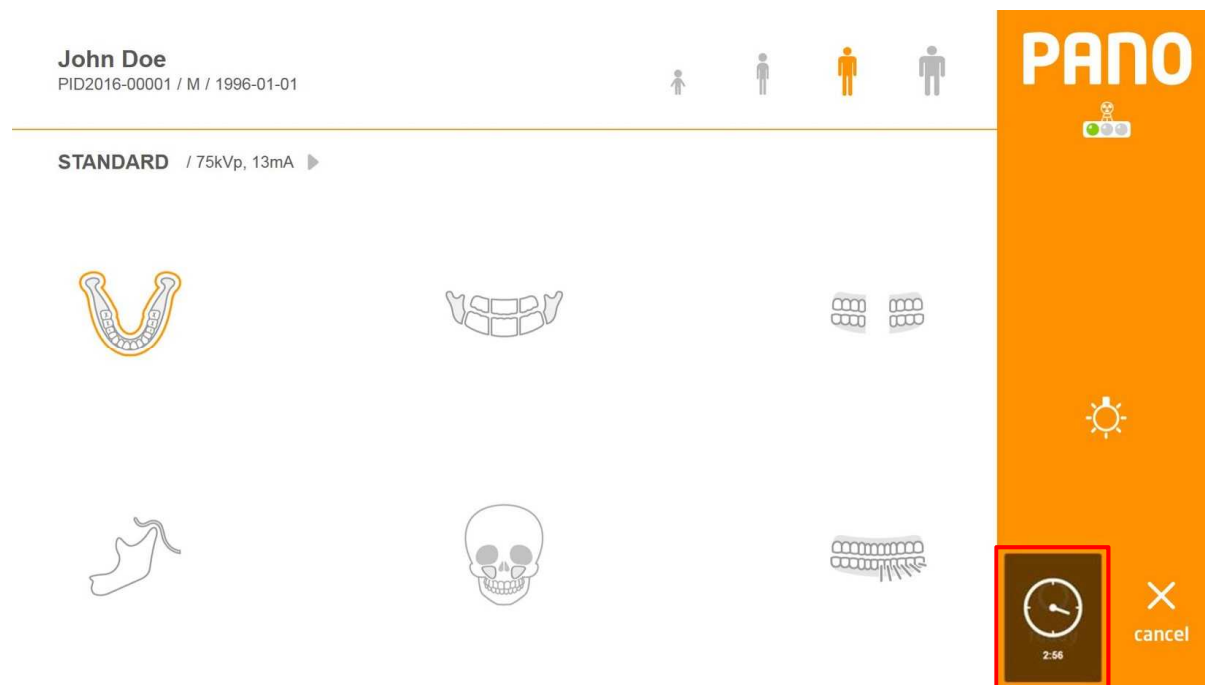 John Doe
PID2016-00001 / M / 1996-01-01
PANO
STANDARD / 75kVp, 13mA
2:56
cancel